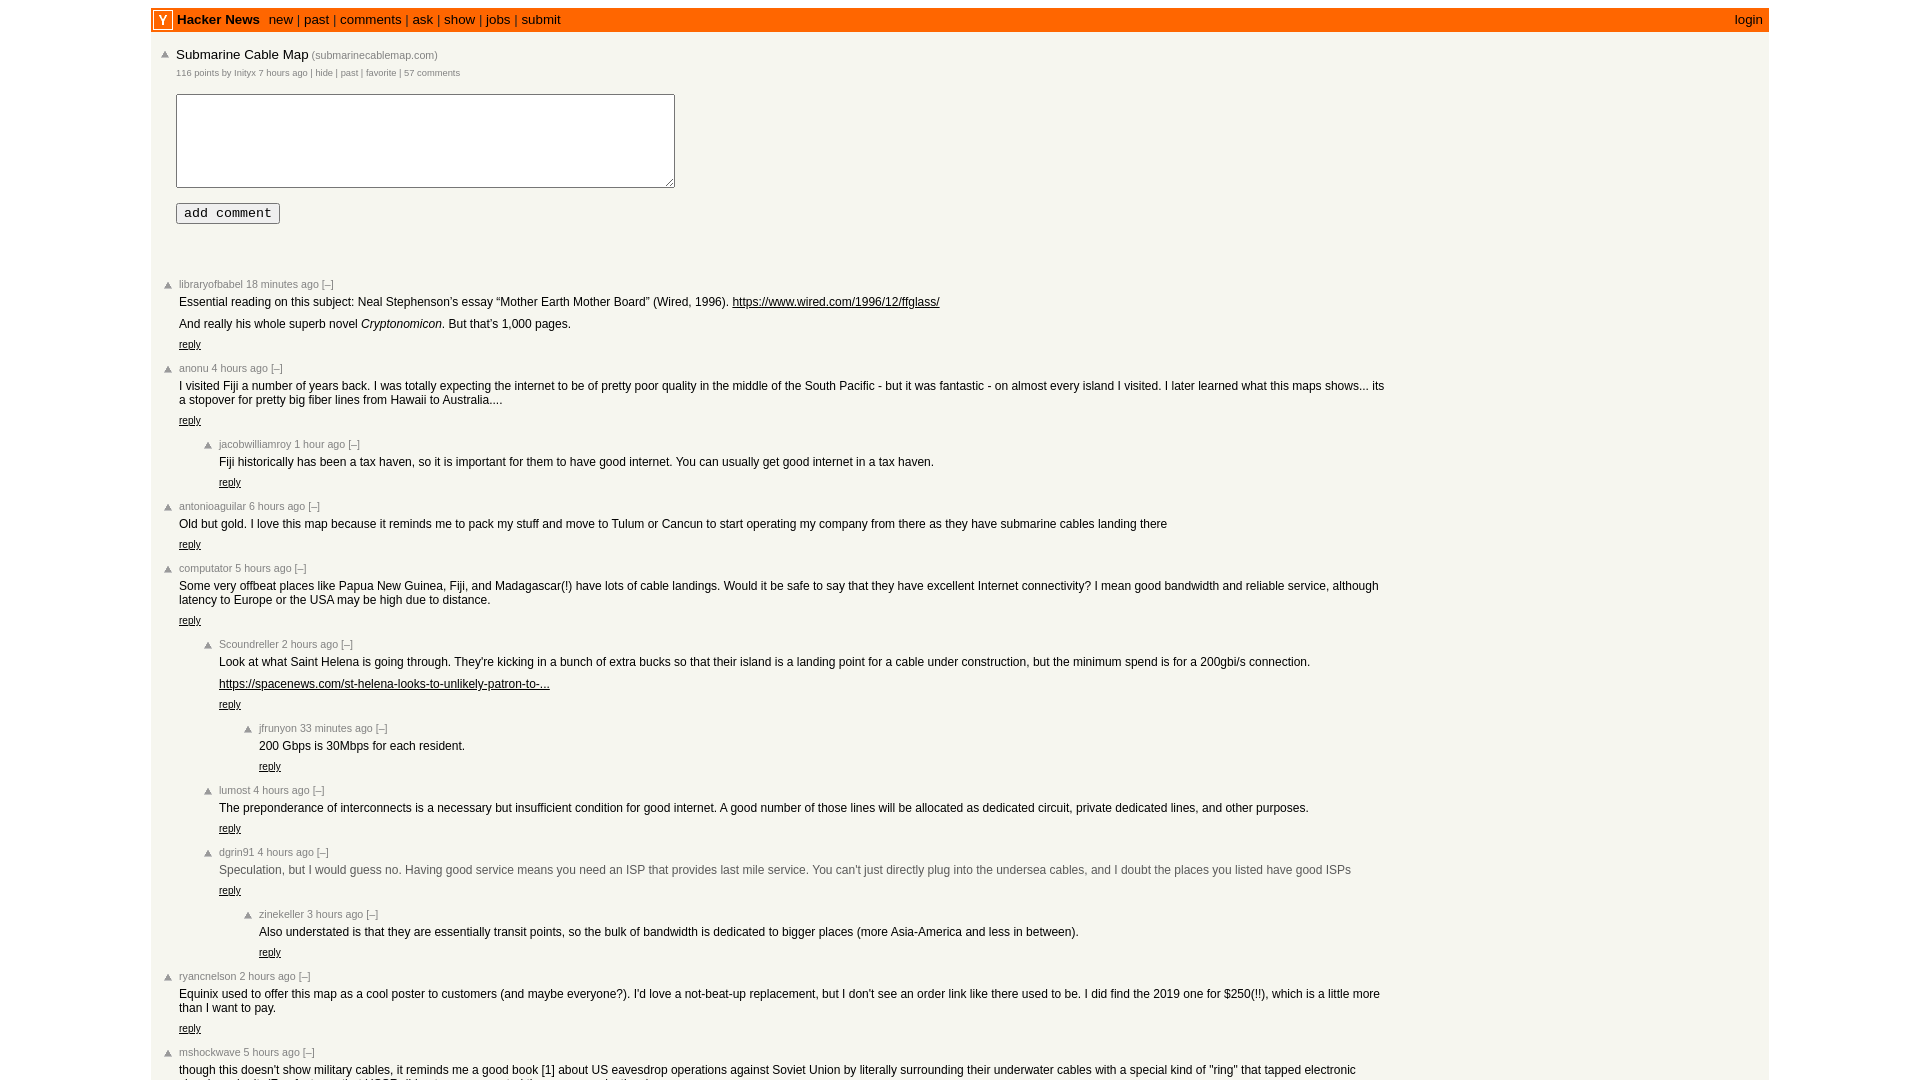 Y Hacker News new | past | comments | ask | show | jobs | submit login
Submarine Cable Map (submarinecablemap.com)
116 points by Inityx 7 hours ago | hide | past | favorite | 57 comments
add comment
libraryofbabel 18 minutes ago [–]
Essential reading on this subject: Neal Stephenson’s essay “Mother Earth Mother Board” (Wired, 1996). https://www.wired.com/1996/12/ffglass/
And really his whole superb novel Cryptonomicon. But that’s 1,000 pages.
reply
anonu 4 hours ago [–]
I visited Fiji a number of years back. I was totally expecting the internet to be of pretty poor quality in the middle of the South Pacific - but it was fantastic - on almost every island I visited. I later learned what this maps shows... its
a stopover for pretty big fiber lines from Hawaii to Australia....
reply
jacobwilliamroy 1 hour ago [–]
Fiji historically has been a tax haven, so it is important for them to have good internet. You can usually get good internet in a tax haven.
reply
antonioaguilar 6 hours ago [–]
Old but gold. I love this map because it reminds me to pack my stuff and move to Tulum or Cancun to start operating my company from there as they have submarine cables landing there
reply
computator 5 hours ago [–]
Some very offbeat places like Papua New Guinea, Fiji, and Madagascar(!) have lots of cable landings. Would it be safe to say that they have excellent Internet connectivity? I mean good bandwidth and reliable service, although
latency to Europe or the USA may be high due to distance.
reply
Scoundreller 2 hours ago [–]
Look at what Saint Helena is going through. They're kicking in a bunch of extra bucks so that their island is a landing point for a cable under construction, but the minimum spend is for a 200gbi/s connection.
https://spacenews.com/st-helena-looks-to-unlikely-patron-to-...
reply
jfrunyon 33 minutes ago [–]
200 Gbps is 30Mbps for each resident.
reply
lumost 4 hours ago [–]
The preponderance of interconnects is a necessary but insufficient condition for good internet. A good number of those lines will be allocated as dedicated circuit, private dedicated lines, and other purposes.
reply
dgrin91 4 hours ago [–]
Speculation, but I would guess no. Having good service means you need an ISP that provides last mile service. You can't just directly plug into the undersea cables, and I doubt the places you listed have good ISPs
reply
zinekeller 3 hours ago [–]
Also understated is that they are essentially transit points, so the bulk of bandwidth is dedicated to bigger places (more Asia-America and less in between).
reply
ryancnelson 2 hours ago [–]
Equinix used to offer this map as a cool poster to customers (and maybe everyone?). I'd love a not-beat-up replacement, but I don't see an order link like there used to be. I did find the 2019 one for $250(!!), which is a little more
than I want to pay.
reply
mshockwave 5 hours ago [–]
though this doesn't show military cables, it reminds me a good book [1] about US eavesdrop operations against Soviet Union by literally surrounding their underwater cables with a special kind of "ring" that tapped electronic